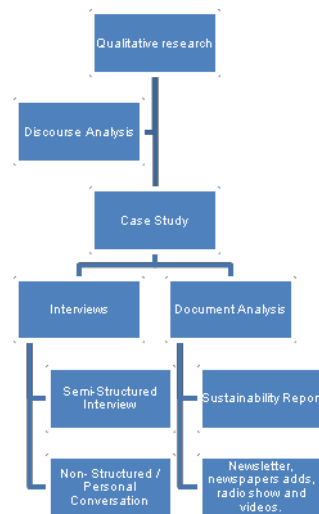 Qualitative research
Discourse Analysis
Case Study
Interviews
Document Analysis
Semi-Structured
Interview
Sustainability Repor
Non- Structured /
Personal
Conversation
Newsletter,
newspapers adds,
radio show and
videos.